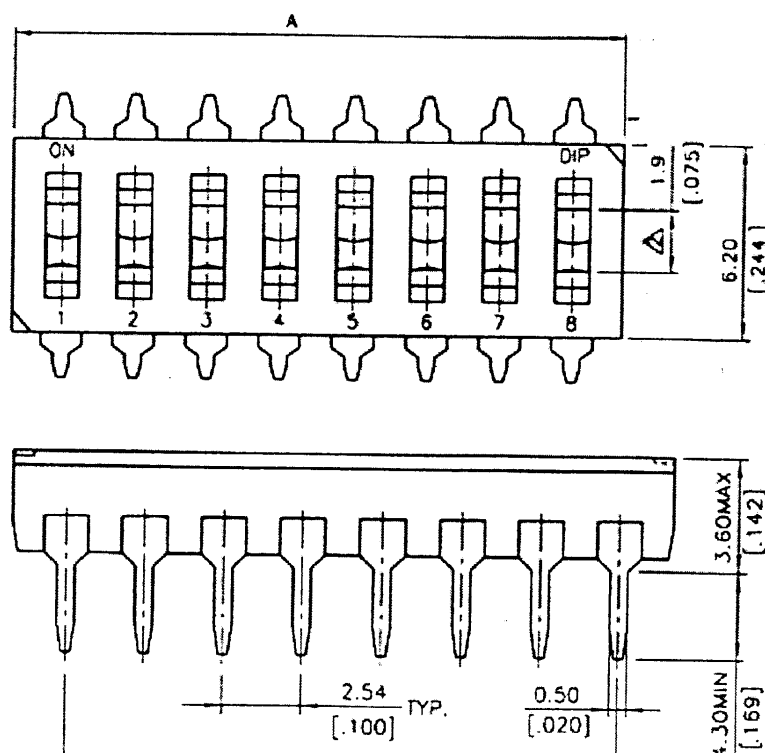 A
ON
DIP
1.9
[.075]
6.20
[.244]
1 2 3 4 5 6 7 8
3.60MAX
[.142]
2.54
[.100]
TYP.
0.50
[.020]
4.30MIN
[.169]